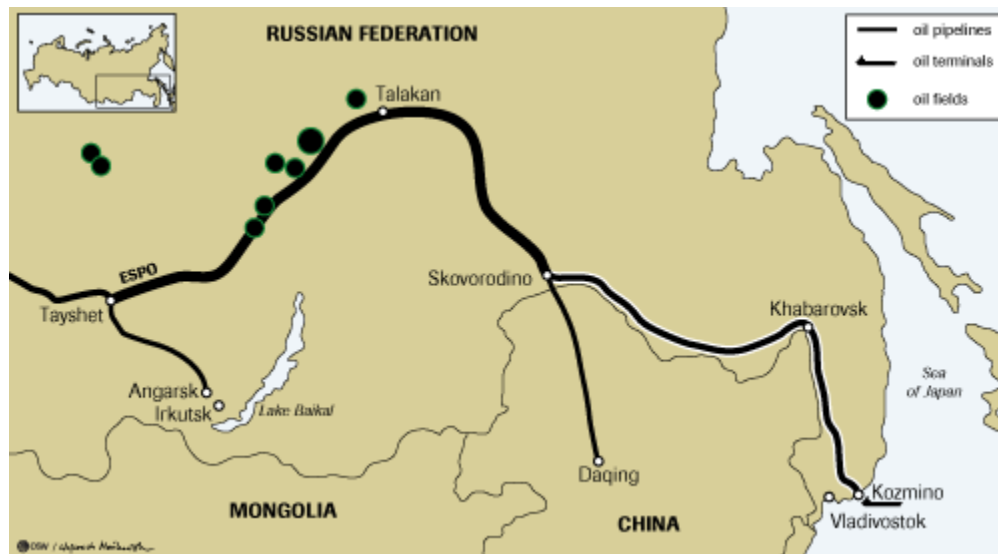 RUSSIAN FEDERATION
oil pipelines
oil terminals
oil fields
Talakan
ESPO
Skovorodino
Tayshet
Khabarovsk
Sea
of Japan
Angarsk
Irkutsk
Lake Baikal
Daqing
Kozmino
MONGOLIA
CHINA
Vladivostok
OSW